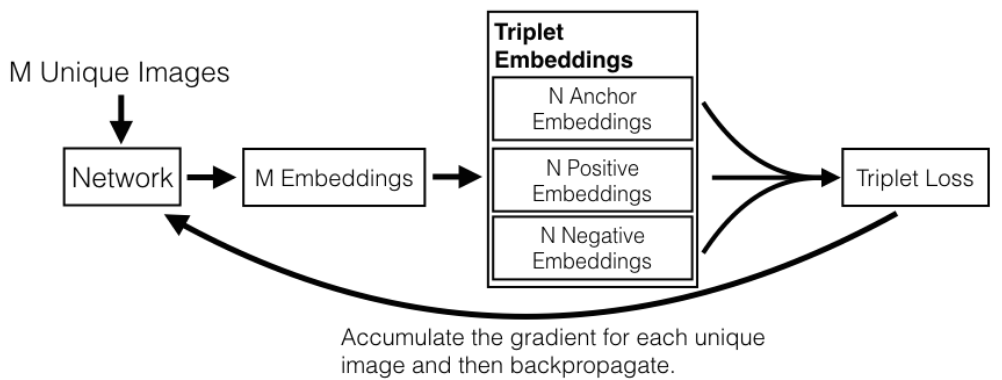 M Unique Images
Network
M Embeddings
Triplet
Embeddings
N Anchor
Embeddings
N Positive
Embeddings
N Negative
Embeddings
Triplet Loss
Accumulate the gradient for each unique
image and then backpropagate.